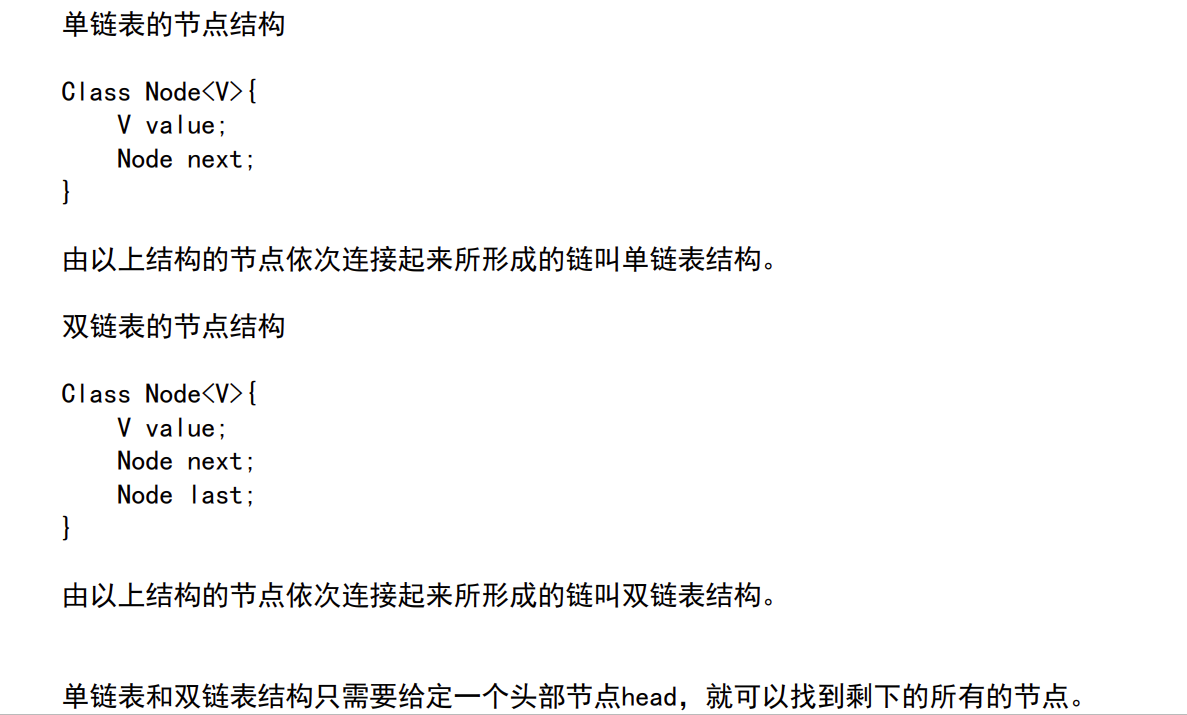 单链表的节点结构
Class Node<V>{
    V value;
    Node next;
}
由以上结构的节点依次连接起来所形成的链叫单链表结构。
双链表的节点结构
Class Node<V>{
    V value;
    Node next;
    Node last;
}
由以上结构的节点依次连接起来所形成的链叫双链表结构。
单链表和双链表结构只需要给定一个头部节点head，就可以找到剩下的所有的节点。